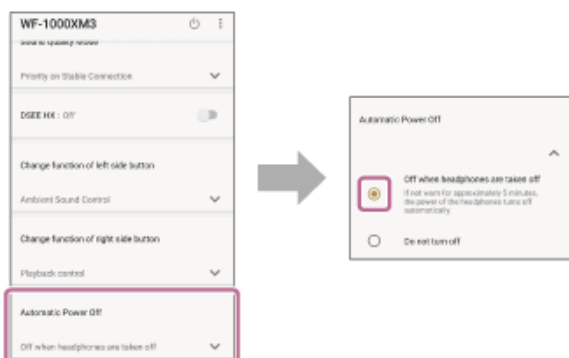 WF-1000XM3
Sound Quality Mode
Priority on Stable Connection
DSEE HX : Off
Change function of left side button
Ambient Sound Control
Change function of right side button
Playback control
Automatic Power Off
Off when headphones are taken off
Automatic Power Off
Off when headphones are taken off
If not worn for approximately 5 minutes,
the power of the headphones turns off
automatically.
Do not turn off